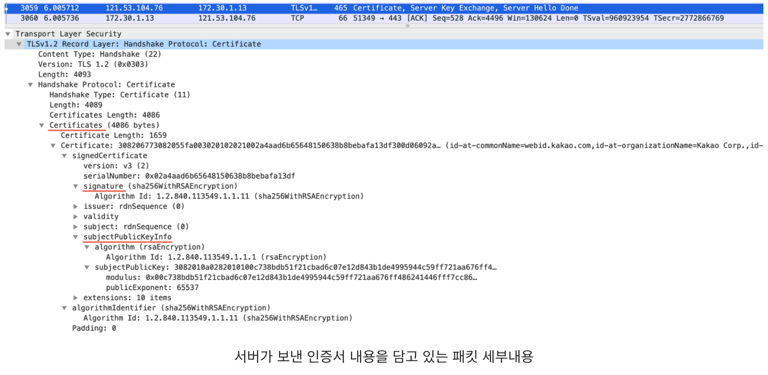 3058 6.005712 121.53.104.76 172.30.1.13 TLSv1… 465 Certificate, Server Key Exchange, Server Hello Done
3060 6.005736 172.30.1.13 121.53.104.76 TCP 66 51349 → 443 [ACK] Seq=528 Ack=4496 Win=130624 Len=0 TSval=960923954 TSecr=2772866769
Transport Layer Security
TLSv1.2 Record Layer: Handshake Protocol: Certificate
Content Type: Handshake (22)
Version: TLS 1.2 (0x0303)
Length: 4093
Handshake Protocol: Certificate
Handshake Type: Certificate (11)
Length: 4089
Certificates Length: 4086
Certificates (4086 bytes)
Certificate Length: 1659
Certificate: 308206773082055fa003020102021002a4aad6b65648150638b8bebafa13df300d06092a… (id-at-commonName=webid.kakao.com,id-at-organizationName=Kakao Corp.,id-
signedCertificate
version: v3 (2)
serialNumber: 0x02a4aad6b65648150638b8bebafa13df
signature (sha256WithRSAEncryption)
Algorithm Id: 1.2.840.113549.1.1.11 (sha256WithRSAEncryption)
issuer: rdnSequence (0)
validity
subject: rdnSequence (0)
subjectPublicKeyInfo
algorithm (rsaEncryption)
Algorithm Id: 1.2.840.113549.1.1.1 (rsaEncryption)
subjectPublicKey: 3082010a0282010100c738bdb51f21cbad6c07e12d843b1de4995944c59ff721aa676ff4…
modulus: 0x00c738bdb51f21cbad6c07e12d843b1de4995944c59ff721aa676ff486241446fff7cc86…
publicExponent: 65537
extensions: 10 items
algorithmIdentifier (sha256WithRSAEncryption)
Algorithm Id: 1.2.840.113549.1.1.11 (sha256WithRSAEncryption)
Padding: 0
서버가 보낸 인증서 내용을 담고 있는 패킷 세부내용